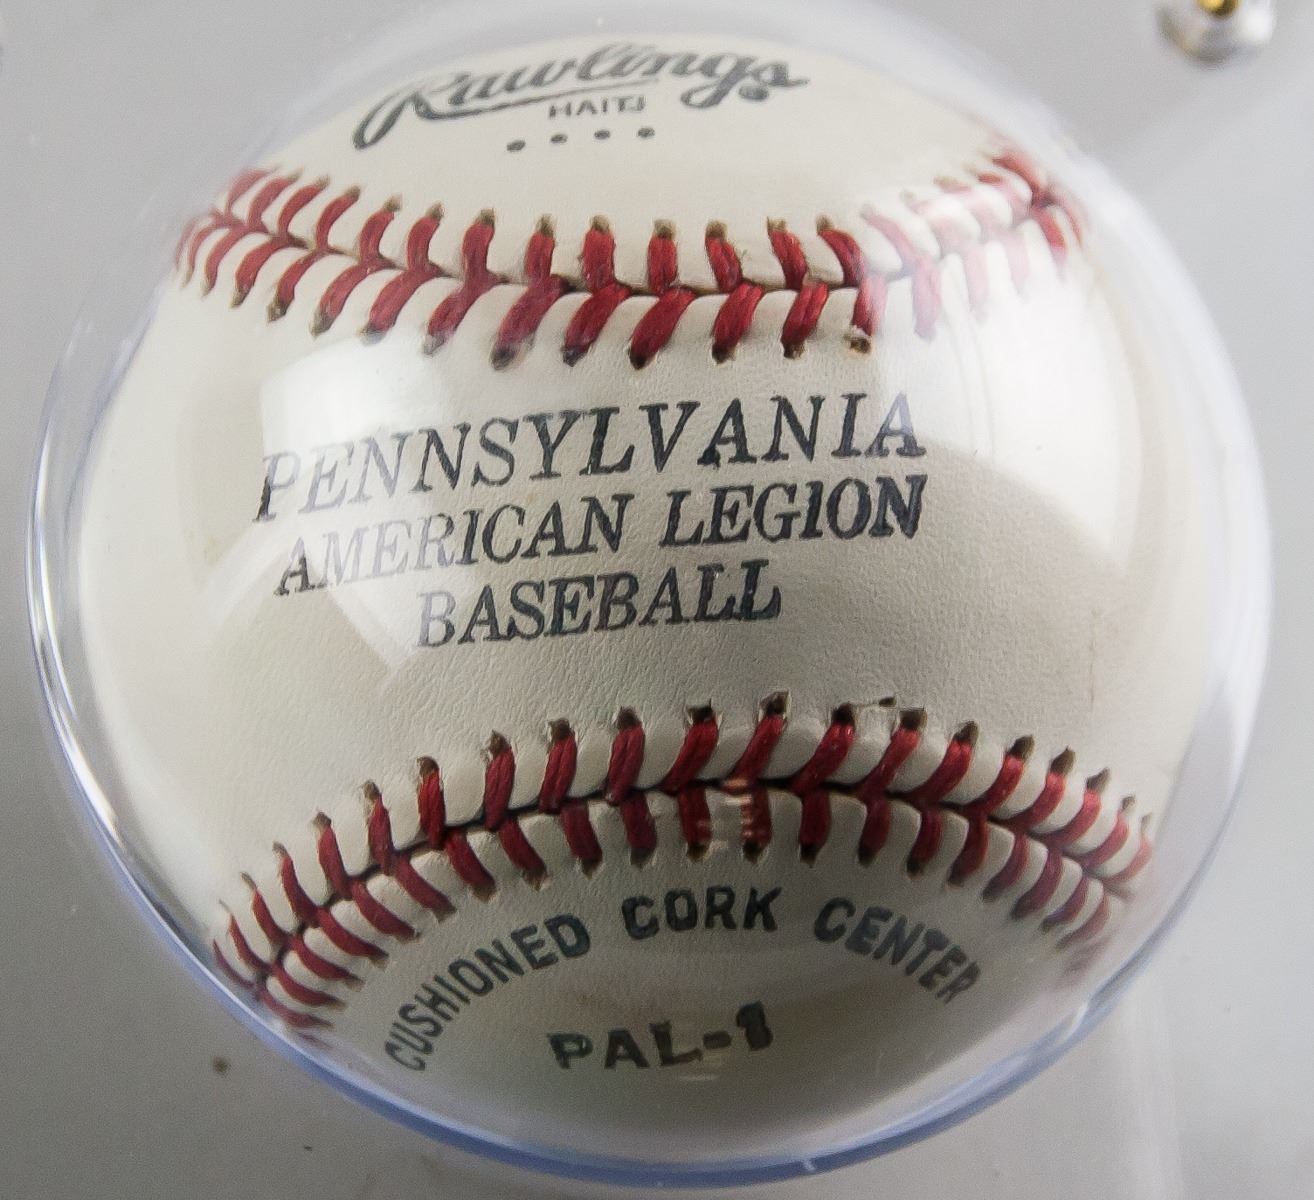 Rawlings®
HAITI
PENNSYLVANIA
AMERICAN LEGION
BASEBALL
CUSHIONED CORK CENTER
PAL-1